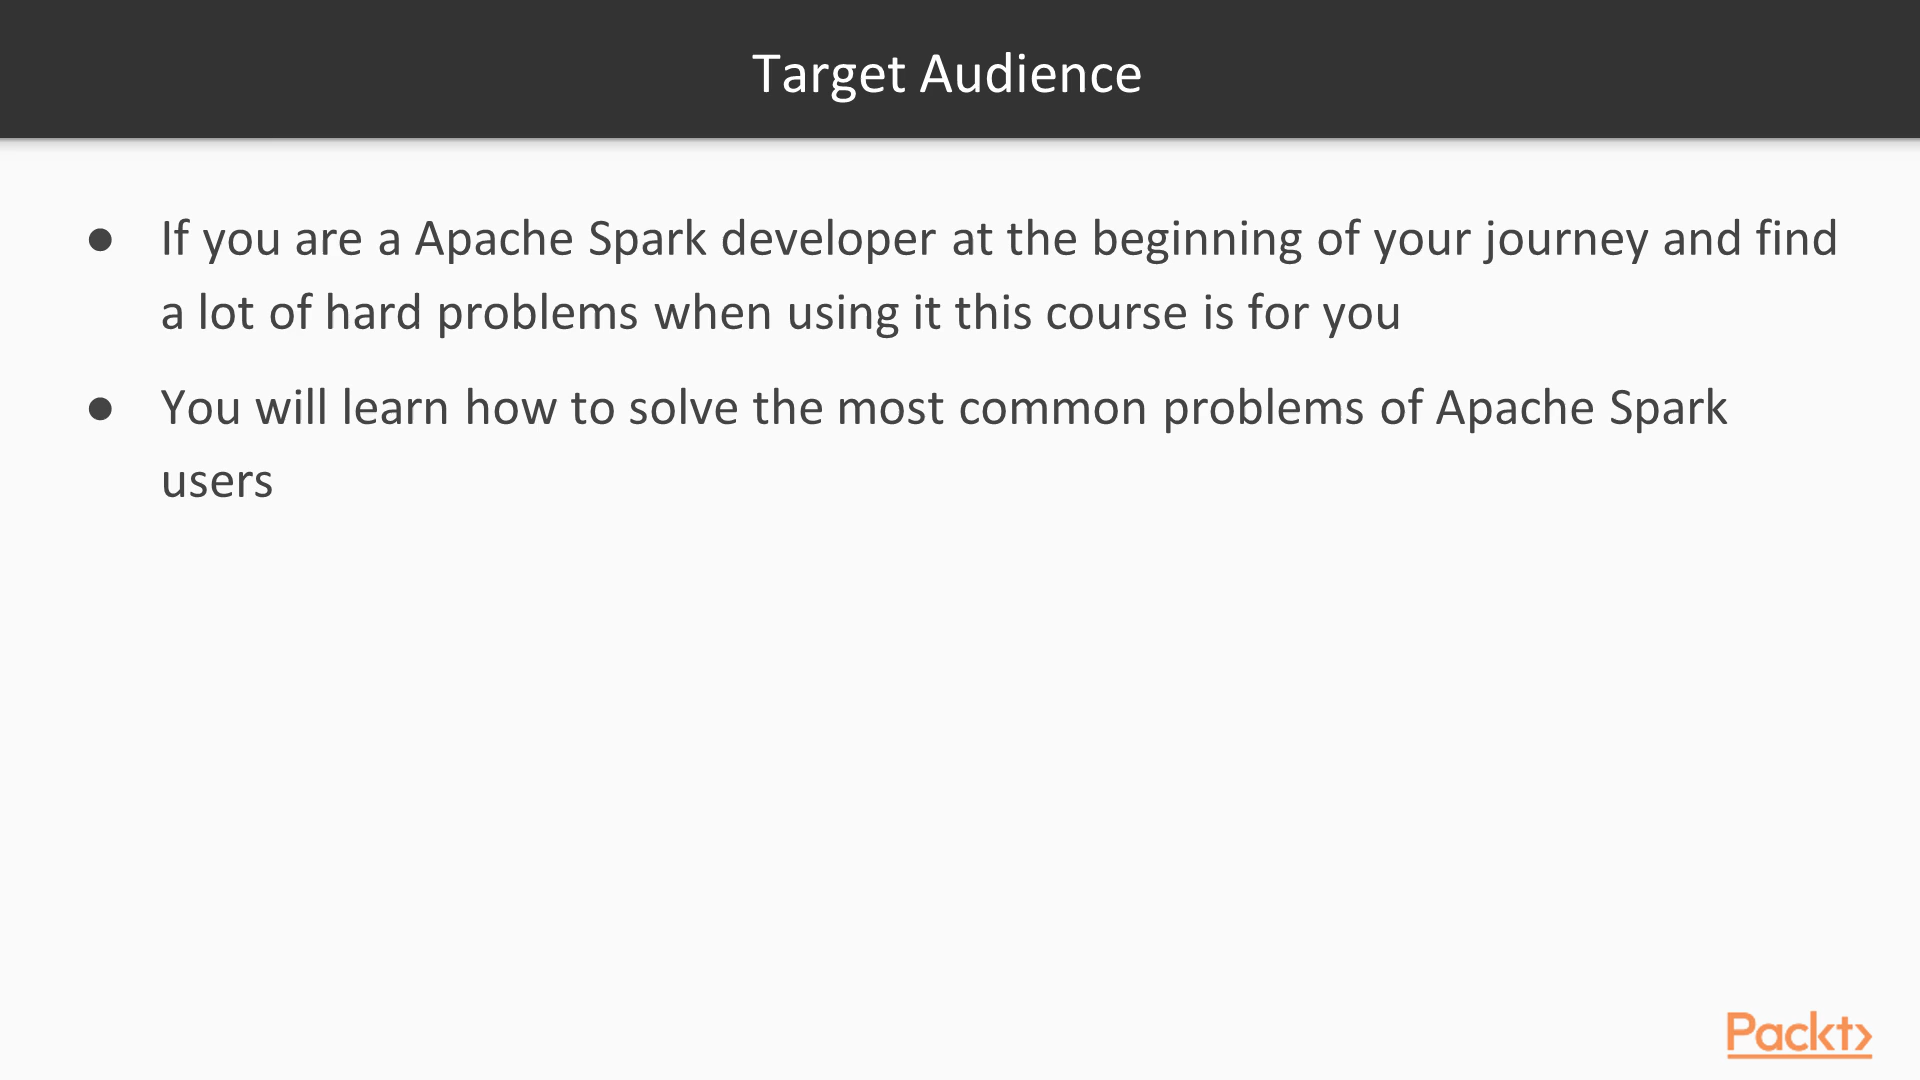 Target Audience
● If you are a Apache Spark developer at the beginning of your journey and find
a lot of hard problems when using it this course is for you
● You will learn how to solve the most common problems of Apache Spark
users
Packt>